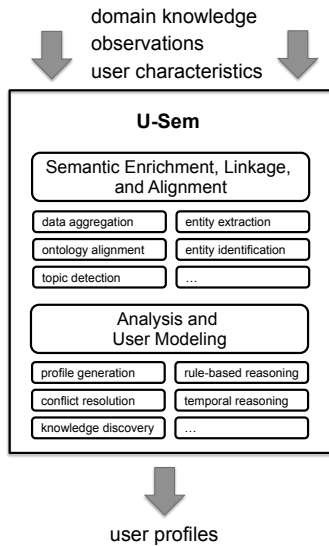 domain knowledge
observations
user characteristics
U-Sem
Semantic Enrichment, Linkage,
and Alignment
data aggregation
entity extraction
ontology alignment
entity identification
topic detection
...
Analysis and
User Modeling
profile generation
rule-based reasoning
conflict resolution
temporal reasoning
knowledge discovery
...
user profiles